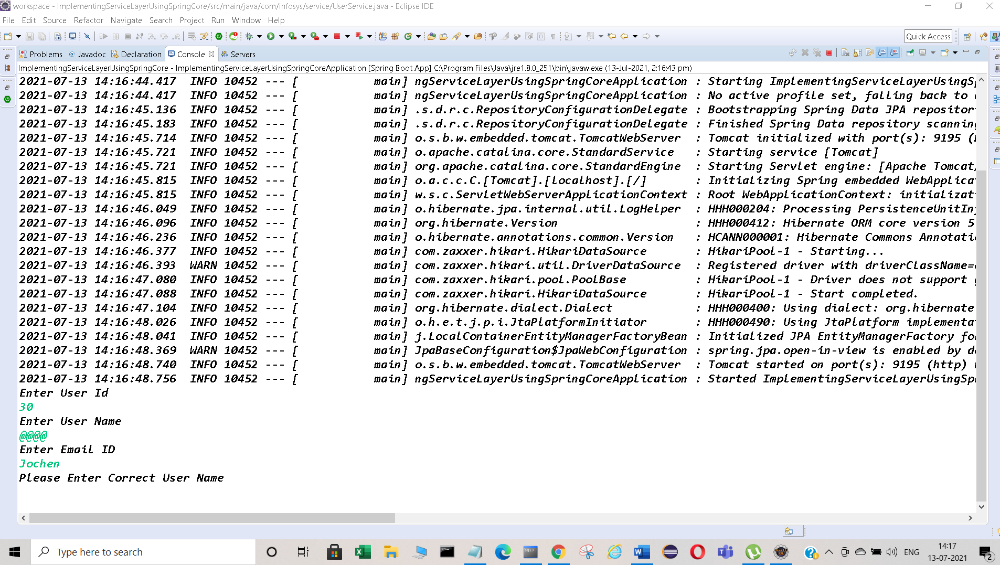 workspace - ImplementingServiceLayerUsingSpringCore/src/main/java/com/infosys/service/UserService.java - Eclipse IDE
File Edit Source Refactor Navigate Search Project Run Window Help
Quick Access
Problems Javadoc Declaration Console Servers
ImplementingServiceLayerUsingSpringCore - ImplementingServiceLayerUsingSpringCoreApplication [Spring Boot App] C:\Program Files\Java\jre1.8.0_251\bin\javaw.exe (13-Jul-2021, 2:16:43 pm)
2021-07-13 14:16:44.417 INFO 10452 --- [ main] ngServiceLayerUsingSpringCoreApplication : Starting ImplementingServiceLayerUsingSp
2021-07-13 14:16:44.417 INFO 10452 --- [ main] ngServiceLayerUsingSpringCoreApplication : No active profile set, falling back to
2021-07-13 14:16:45.136 INFO 10452 --- [ main] .s.d.r.c.RepositoryConfigurationDelegate : Bootstrapping Spring Data JPA repositor
2021-07-13 14:16:45.183 INFO 10452 --- [ main] .s.d.r.c.RepositoryConfigurationDelegate : Finished Spring Data repository scanning
2021-07-13 14:16:45.714 INFO 10452 --- [ main] o.s.b.w.embedded.tomcat.TomcatWebServer : Tomcat initialized with port(s): 9195 (
2021-07-13 14:16:45.721 INFO 10452 --- [ main] o.apache.catalina.core.StandardService : Starting service [Tomcat]
2021-07-13 14:16:45.721 INFO 10452 --- [ main] org.apache.catalina.core.StandardEngine : Starting Servlet engine: [Apache Tomcat/
2021-07-13 14:16:45.815 INFO 10452 --- [ main] o.a.c.c.C.[Tomcat].[localhost].[/] : Initializing Spring embedded WebApplicat
2021-07-13 14:16:45.815 INFO 10452 --- [ main] w.s.c.ServletWebServerApplicationContext : Root WebApplicationContext: initializati
2021-07-13 14:16:46.049 INFO 10452 --- [ main] o.hibernate.jpa.internal.util.LogHelper : HHH000204: Processing PersistenceUnitInf
2021-07-13 14:16:46.096 INFO 10452 --- [ main] org.hibernate.Version : HHH000412: Hibernate ORM core version 5
2021-07-13 14:16:46.236 INFO 10452 --- [ main] o.hibernate.annotations.common.Version : HCANN000001: Hibernate Commons Annotatio
2021-07-13 14:16:46.377 INFO 10452 --- [ main] com.zaxxer.hikari.HikariDataSource : HikariPool-1 - Starting...
2021-07-13 14:16:46.393 WARN 10452 --- [ main] com.zaxxer.hikari.util.DriverDataSource : Registered driver with driverClassName=
2021-07-13 14:16:47.080 INFO 10452 --- [ main] com.zaxxer.hikari.pool.PoolBase : HikariPool-1 - Driver does not support
2021-07-13 14:16:47.088 INFO 10452 --- [ main] com.zaxxer.hikari.HikariDataSource : HikariPool-1 - Start completed.
2021-07-13 14:16:47.104 INFO 10452 --- [ main] org.hibernate.dialect.Dialect : HHH000400: Using dialect: org.hibernate
2021-07-13 14:16:48.026 INFO 10452 --- [ main] o.h.e.t.j.p.i.JtaPlatformInitiator : HHH000490: Using JtaPlatform implementat
2021-07-13 14:16:48.041 INFO 10452 --- [ main] j.LocalContainerEntityManagerFactoryBean : Initialized JPA EntityManagerFactory fo
2021-07-13 14:16:48.369 WARN 10452 --- [ main] JpaBaseConfiguration$JpaWebConfiguration : spring.jpa.open-in-view is enabled by de
2021-07-13 14:16:48.740 INFO 10452 --- [ main] o.s.b.w.embedded.tomcat.TomcatWebServer : Tomcat started on port(s): 9195 (http)
2021-07-13 14:16:48.756 INFO 10452 --- [ main] ngServiceLayerUsingSpringCoreApplication : Started ImplementingServiceLayerUsingSpr
Enter User Id
30
Enter User Name
@@@@
Enter Email ID
Jochen
Please Enter Correct User Name
Type here to search
ENG
14:17
13-07-2021
2